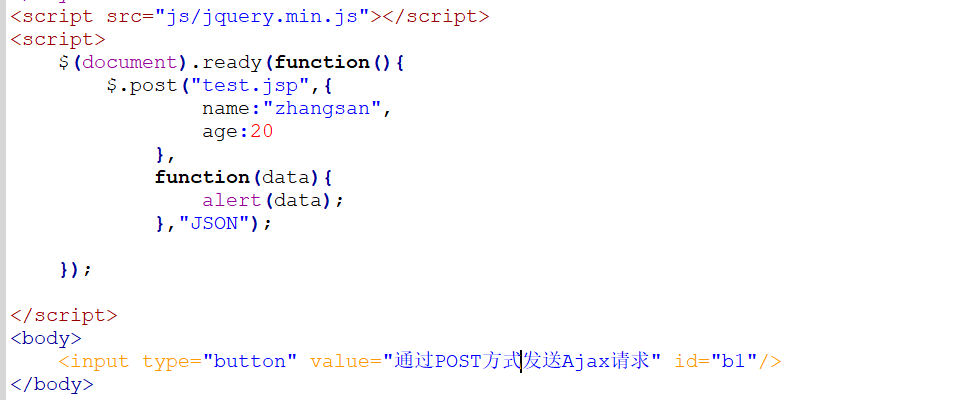 <script src="js/jquery.min.js"></script>
<script>
    $(document).ready(function(){
        $.post("test.jsp",{
                name:"zhangsan",
                age:20
            },
            function(data){
                alert(data);
            },"JSON");

    });

</script>
<body>
    <input type="button" value="通过POST方式发送Ajax请求" id="b1"/>
</body>